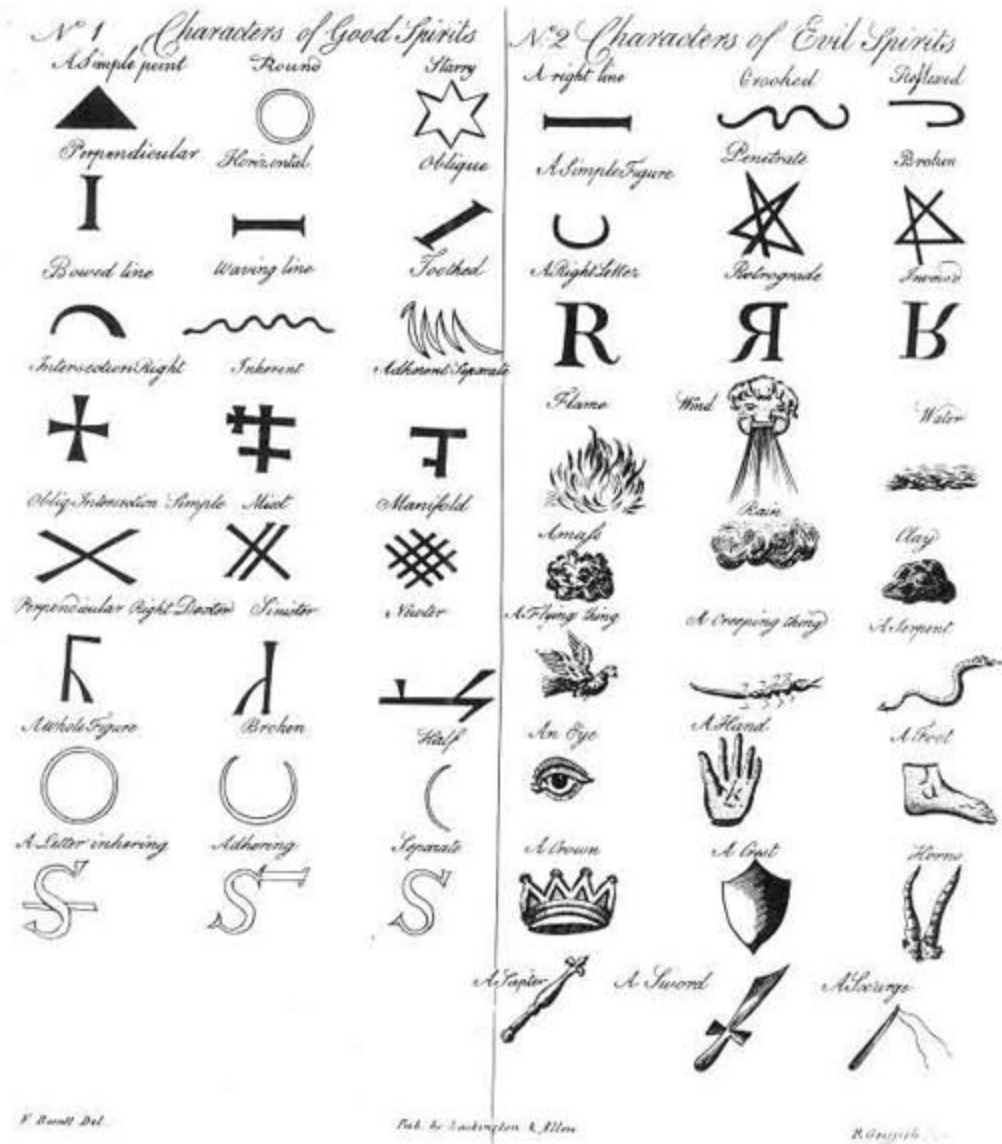 Nº 1 Characters of Good Spirits
A Simple point Round Starry
Perpendicular Horizontal Oblique
Bowed line Waving line Toothed
Intersection Right Inherent Adherent Separate
Obliq Intersection Simple Mixt Manifold
Perpendicular Right Dexter Sinister Neuter
A Whole Figure Broken Half
A Letter inhering Adhering Separate
S S S
Nº 2 Characters of Evil Spirits
A right line Crooked Reflexed
A Simple Figure Penetrate Broken
A Right Letter Retrograde
R R R
Flame Wind Water
Rain
A mass Clay
A Flying thing A Creeping thing A Serpent
An Eye A Hand A Foot
A Crown A Crest Horns
A Scepter A Sword A Scourge
F. Barrett Del. Pub. by Lackington & Allen